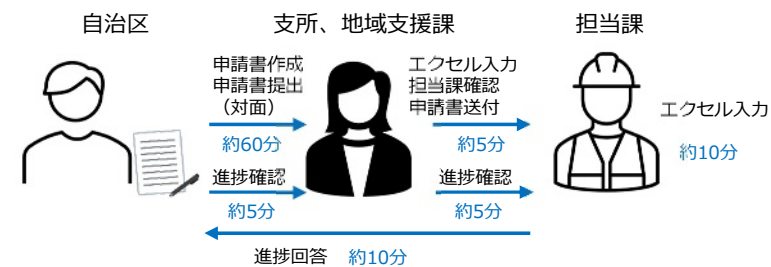 自治区
支所、地域支援課
担当課
申請書作成
申請書提出
（対面）
約60分
エクセル入力
担当課確認
申請書送付
約5分
エクセル入力
約10分
進捗確認
約5分
進捗確認
約5分
進捗回答 約10分